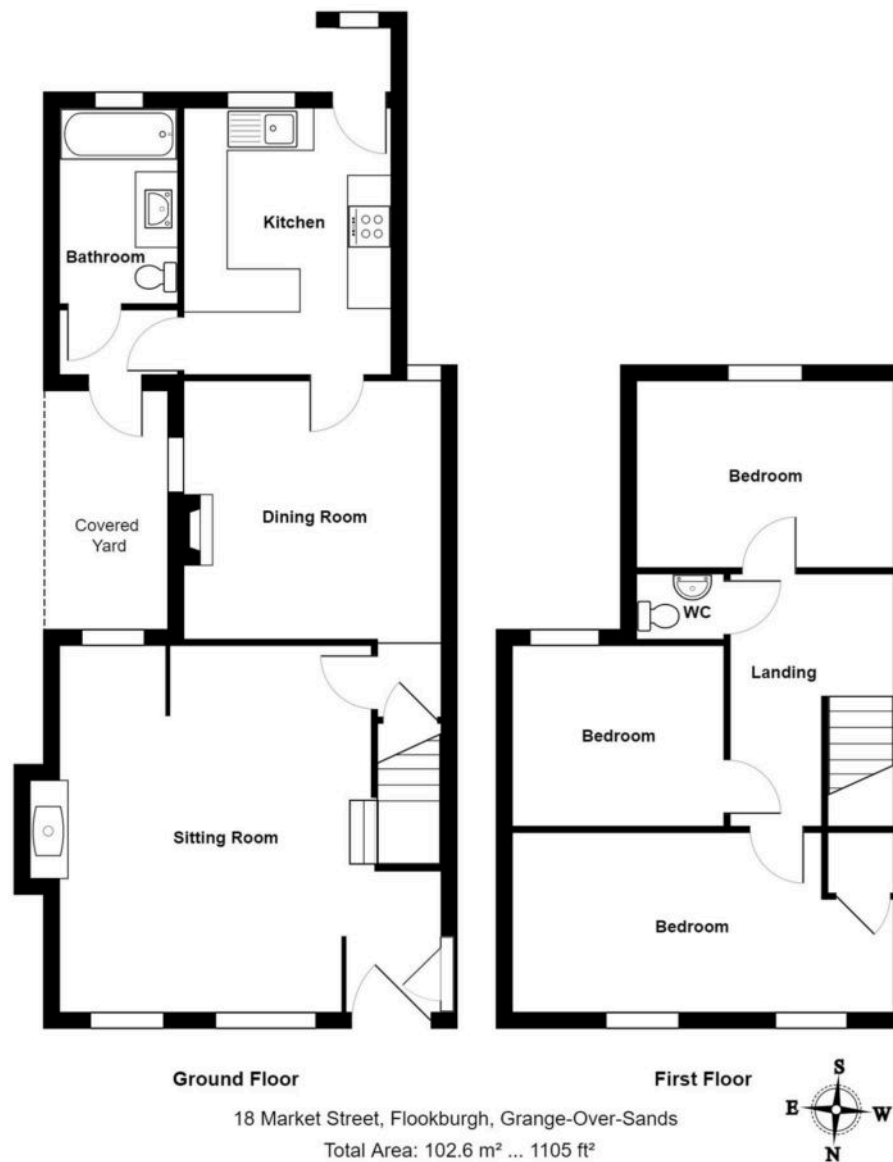 Kitchen
Bathroom
Dining Room
Covered
Yard
Sitting Room
Bedroom
WC
Landing
Bedroom
Bedroom
Ground Floor
First Floor
S
E
W
N
18 Market Street, Flookburgh, Grange-Over-Sands
Total Area: 102.6 m² ... 1105 ft²